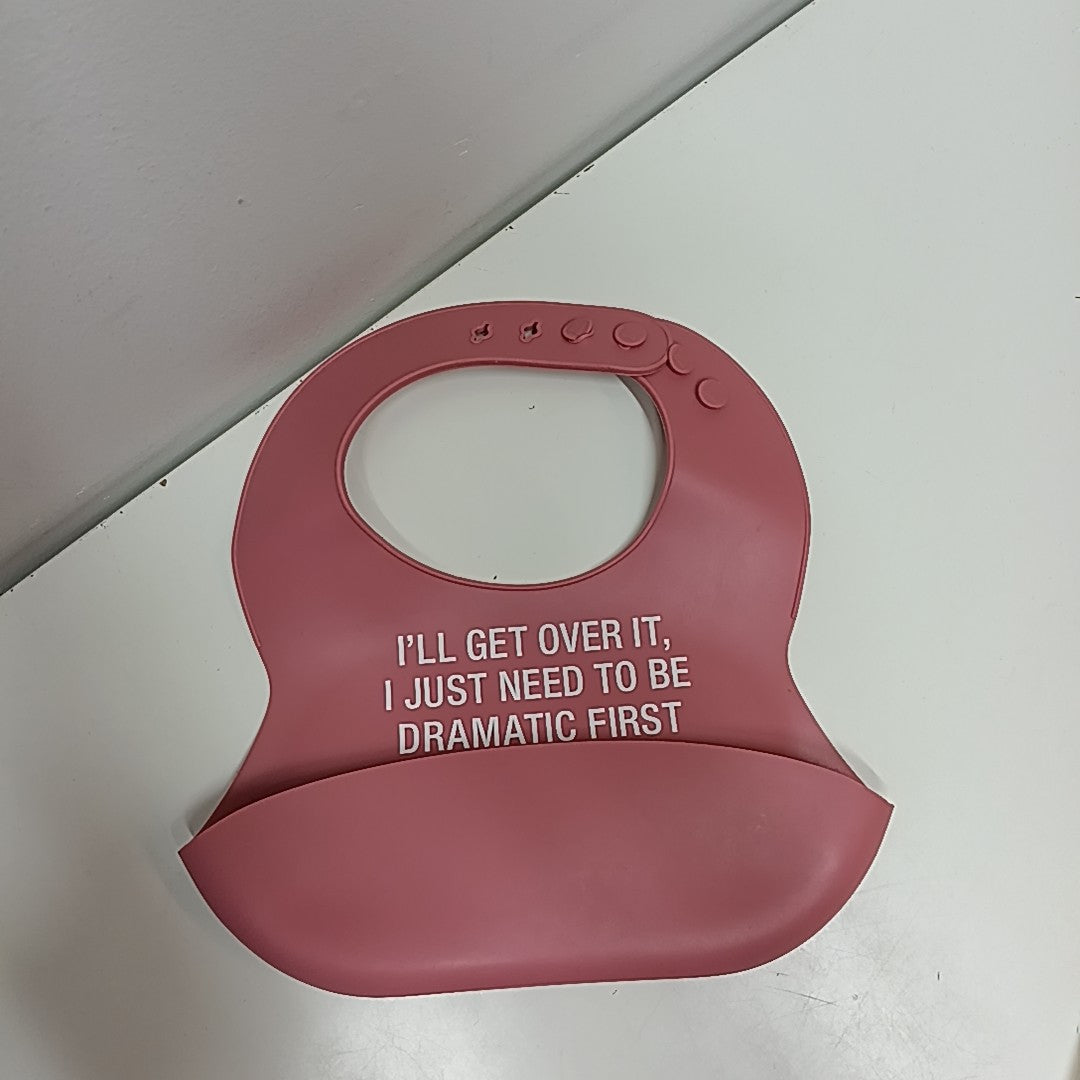 I’LL GET OVER IT,
I JUST NEED TO BE
DRAMATIC FIRST